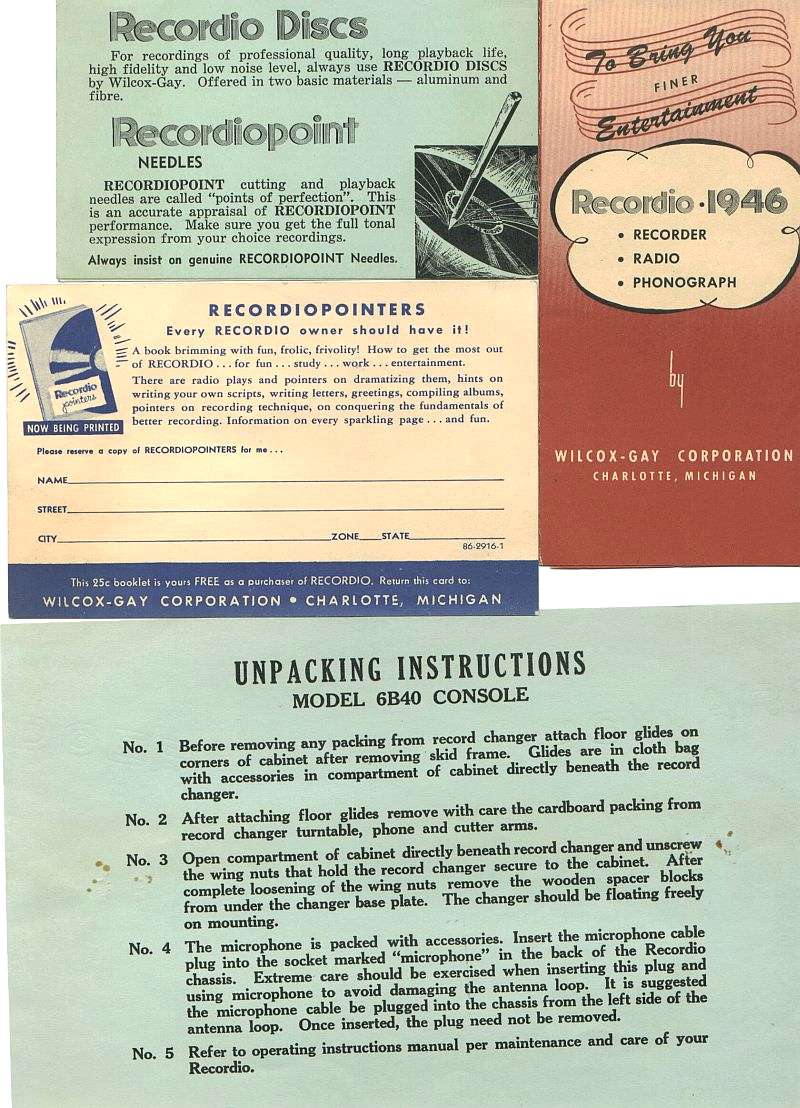 Recordio Discs
For recordings of professional quality, long playback life,
high fidelity and low noise level, always use RECORDIO DISCS
by Wilcox-Gay. Offered in two basic materials — aluminum and
fibre.
Recordiopoint
NEEDLES
RECORDIOPOINT cutting and playback
needles are called "points of perfection". This
is an accurate appraisal of RECORDIOPOINT
performance. Make sure you get the full tonal
expression from your choice recordings.
Always insist on genuine RECORDIOPOINT Needles.
To Bring You
FINER
Entertainment
Recordio • 1946
• RECORDER
• RADIO
• PHONOGRAPH
by
WILCOX-GAY CORPORATION
CHARLOTTE, MICHIGAN
Recordio
pointers
NOW BEING PRINTED
RECORDIOPOINTERS
Every RECORDIO owner should have it!
A book brimming with fun, frolic, frivolity! How to get the most out
of RECORDIO . . . for fun . . . study . . . work . . . entertainment.
There are radio plays and pointers on dramatizing them, hints on
writing your own scripts, writing letters, greetings, compiling albums,
pointers on recording technique, on conquering the fundamentals of
better recording. Information on every sparkling page . . . and fun.
Please reserve a copy of RECORDIOPOINTERS for me . . .
NAME
STREET
CITY ZONE STATE
86-2916-1
This 25c booklet is yours FREE as a purchaser of RECORDIO. Return this card to:
WILCOX-GAY CORPORATION • CHARLOTTE, MICHIGAN
UNPACKING INSTRUCTIONS
MODEL 6B40 CONSOLE
No. 1 Before removing any packing from record changer attach floor glides on
corners of cabinet after removing skid frame. Glides are in cloth bag
with accessories in compartment of cabinet directly beneath the record
changer.
No. 2 After attaching floor glides remove with care the cardboard packing from
record changer turntable, phone and cutter arms.
No. 3 Open compartment of cabinet directly beneath record changer and unscrew
the wing nuts that hold the record changer secure to the cabinet. After
complete loosening of the wing nuts remove the wooden spacer blocks
from under the changer base plate. The changer should be floating freely
on mounting.
No. 4 The microphone is packed with accessories. Insert the microphone cable
plug into the socket marked "microphone" in the back of the Recordio
chassis. Extreme care should be exercised when inserting this plug and
using microphone to avoid damaging the antenna loop. It is suggested
the microphone cable be plugged into the chassis from the left side of the
antenna loop. Once inserted, the plug need not be removed.
No. 5 Refer to operating instructions manual per maintenance and care of your
Recordio.